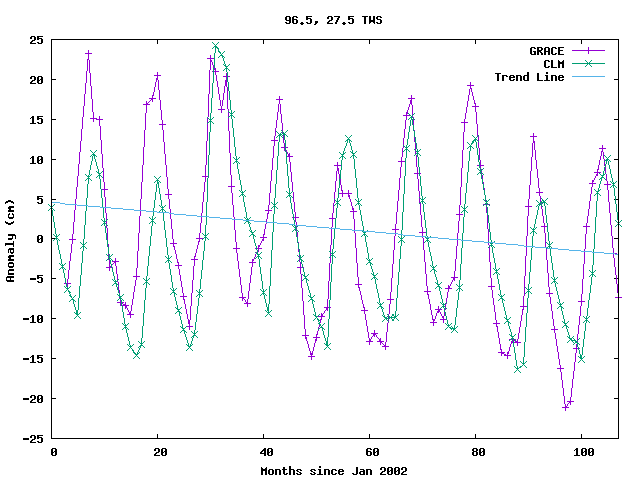 96.5, 27.5 TWS
GRACE
CLM
Trend Line
25
20
15
10
5
0
-5
-10
-15
-20
-25
Anomaly (cm)
0 20 40 60 80 100
Months since Jan 2002